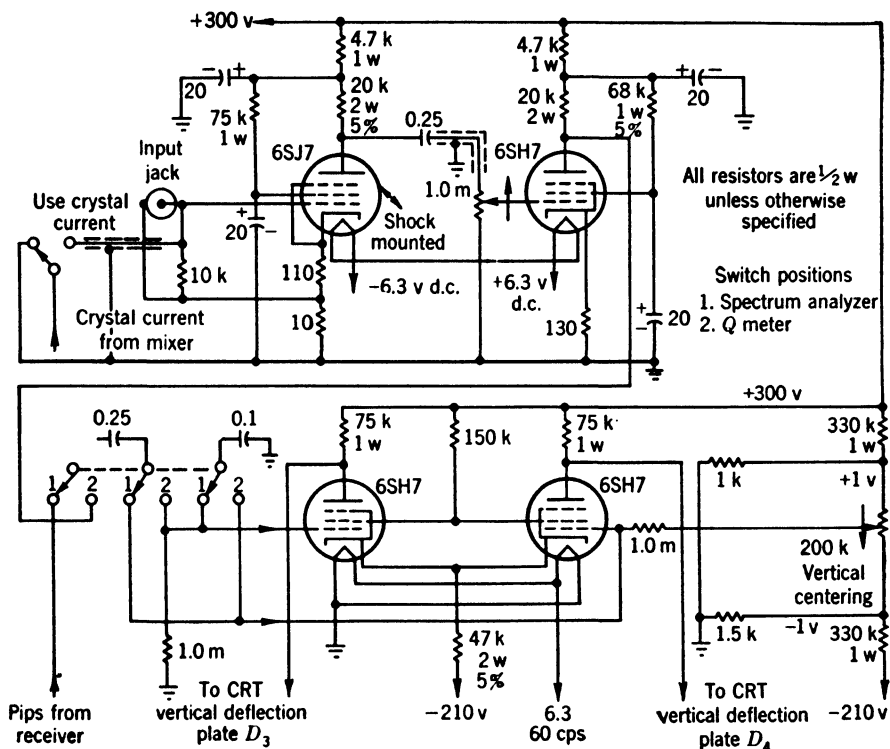 +300 v
4.7 k
1 w
4.7 k
1 w
− +
20
20 k
2 w
5%
75 k
1 w
0.25
20 k
2 w
68 k
1 w
5%
+ −
20
Input
jack
6SJ7
6SH7
1.0 m
All resistors are 1/2 w
unless otherwise
specified
Use crystal
current
Shock
mounted
+
20 −
10 k
110
−6.3 v d.c.
+6.3 v
d.c.
Switch positions
1. Spectrum analyzer
2. Q meter
Crystal current
from mixer
10
130
+
−
20
+300 v
0.25
0.1
75 k
1 w
150 k
75 k
1 w
330 k
1 w
1 k
+1 v
1 2 1 2 1 2
6SH7
6SH7
1.0 m
200 k
Vertical
centering
1.5 k
−1 v
1.0 m
47 k
2 w
5%
330 k
1 w
Pips from
receiver
To CRT
vertical deflection
plate D3
−210 v
6.3
60 cps
To CRT
vertical deflection
plate D4
−210 v